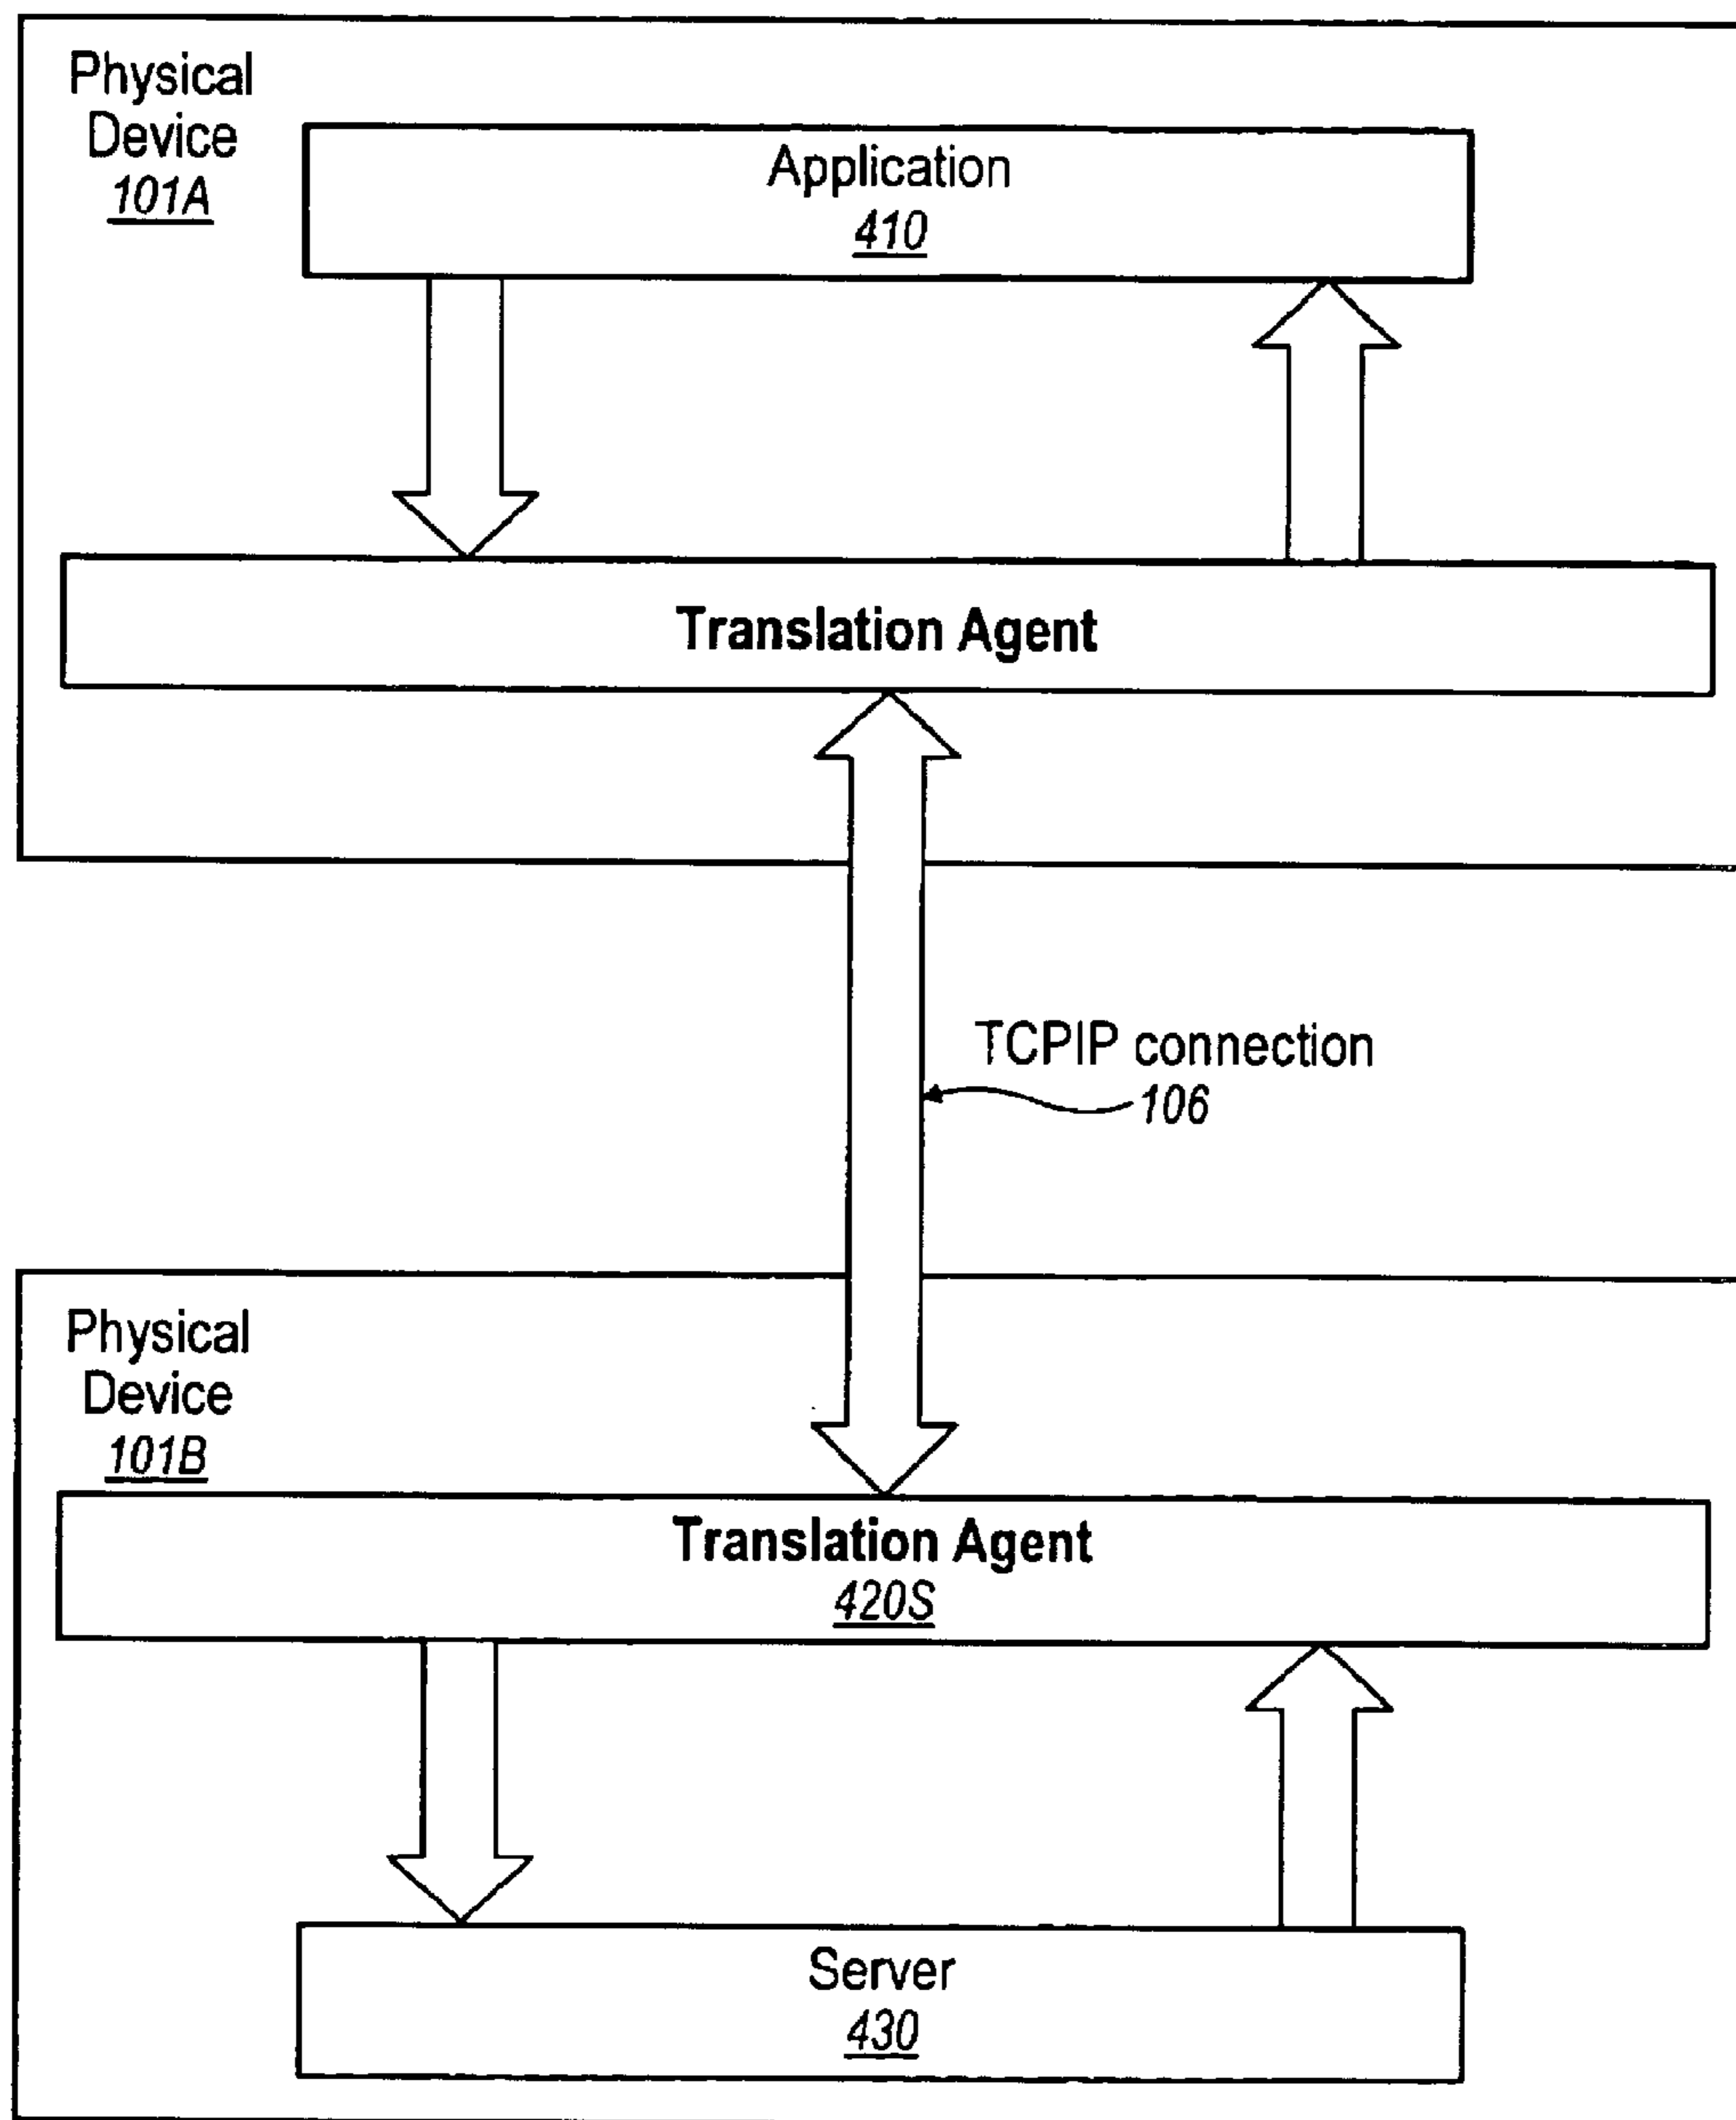 Physical
Device
101A
Application
410
Translation Agent
TCPIP connection
106
Physical
Device
101B
Translation Agent
420S
Server
430